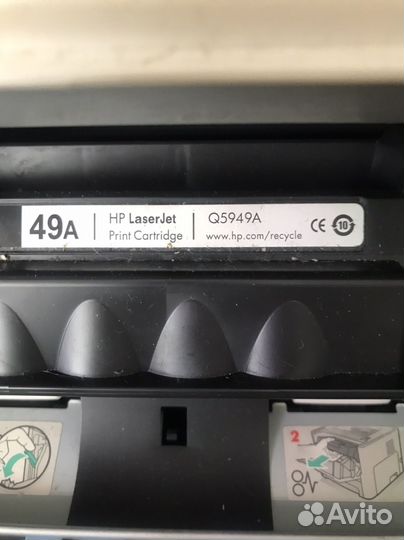 49A
HP LaserJet
Print Cartridge
Q5949A
www.hp.com/recycle
CE
10
2
Avito